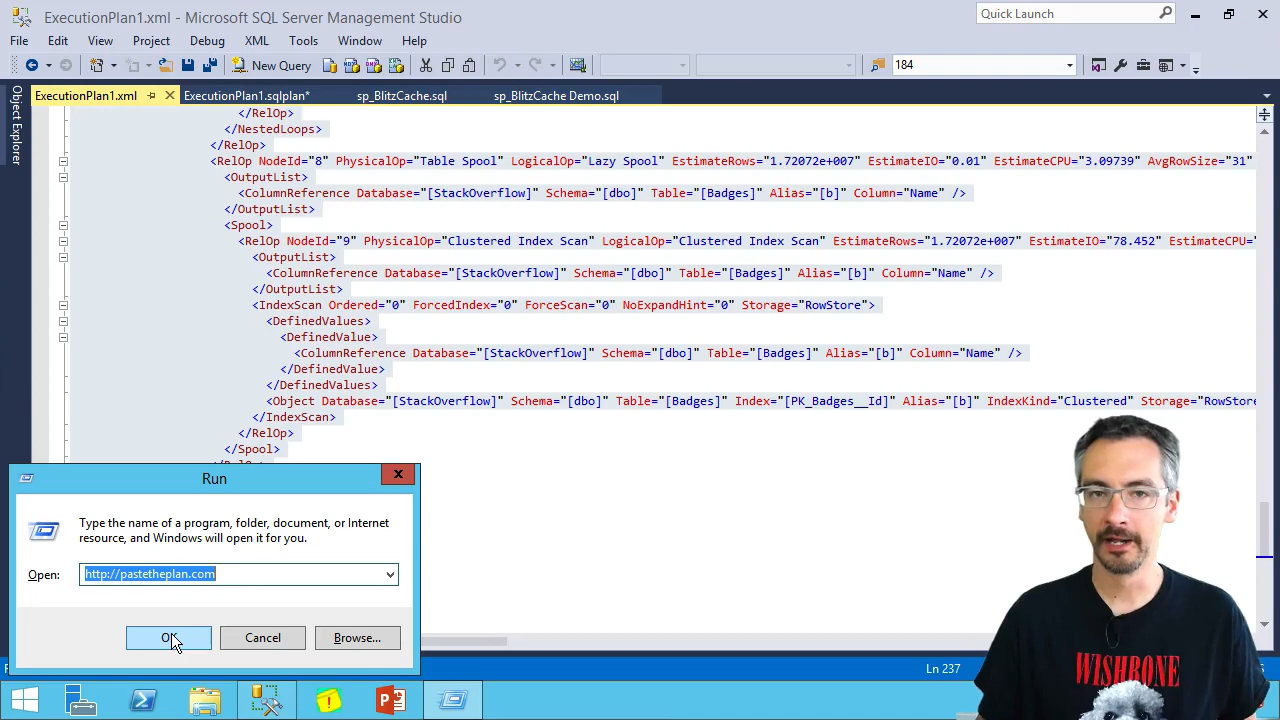 ExecutionPlan1.xml - Microsoft SQL Server Management Studio
Quick Launch
File Edit View Project Debug XML Tools Window Help
New Query
184
Object Explorer
ExecutionPlan1.xml
ExecutionPlan1.sqlplan*
sp_BlitzCache.sql
sp_BlitzCache Demo.sql
</RelOp>
</NestedLoops>
</RelOp>
<RelOp NodeId="8" PhysicalOp="Table Spool" LogicalOp="Lazy Spool" EstimateRows="1.72072e+007" EstimateIO="0.01" EstimateCPU="3.09739" AvgRowSize="31"
<OutputList>
<ColumnReference Database="[StackOverflow]" Schema="[dbo]" Table="[Badges]" Alias="[b]" Column="Name" />
</OutputList>
<Spool>
<RelOp NodeId="9" PhysicalOp="Clustered Index Scan" LogicalOp="Clustered Index Scan" EstimateRows="1.72072e+007" EstimateIO="78.452" EstimateCPU="
<OutputList>
<ColumnReference Database="[StackOverflow]" Schema="[dbo]" Table="[Badges]" Alias="[b]" Column="Name" />
</OutputList>
<IndexScan Ordered="0" ForcedIndex="0" ForceScan="0" NoExpandHint="0" Storage="RowStore">
<DefinedValues>
<DefinedValue>
<ColumnReference Database="[StackOverflow]" Schema="[dbo]" Table="[Badges]" Alias="[b]" Column="Name" />
</DefinedValue>
</DefinedValues>
<Object Database="[StackOverflow]" Schema="[dbo]" Table="[Badges]" Index="[PK_Badges__Id]" Alias="[b]" IndexKind="Clustered" Storage="RowStore
</IndexScan>
</RelOp>
</Spool>
Run
Type the name of a program, folder, document, or Internet
resource, and Windows will open it for you.
Open: http://pastetheplan.com
OK Cancel Browse...
Ln 237
WISHBONE